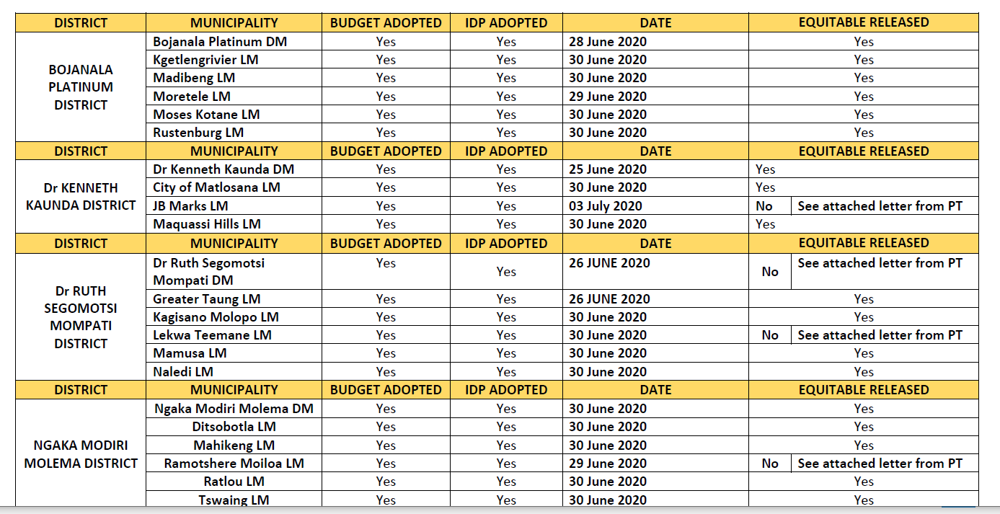 DISTRICT MUNICIPALITY BUDGET ADOPTED IDP ADOPTED DATE EQUITABLE RELEASED
BOJANALA
PLATINUM
DISTRICT
Bojanala Platinum DM Yes Yes 28 June 2020 Yes
Kgetlengrivier LM Yes Yes 30 June 2020 Yes
Madibeng LM Yes Yes 30 June 2020 Yes
Moretele LM Yes Yes 29 June 2020 Yes
Moses Kotane LM Yes Yes 30 June 2020 Yes
Rustenburg LM Yes Yes 30 June 2020 Yes
DISTRICT MUNICIPALITY BUDGET ADOPTED IDP ADOPTED DATE EQUITABLE RELEASED
Dr KENNETH
KAUNDA DISTRICT
Dr Kenneth Kaunda DM Yes Yes 25 June 2020 Yes
City of Matlosana LM Yes Yes 30 June 2020 Yes
JB Marks LM Yes Yes 03 July 2020 No See attached letter from PT
Maquassi Hills LM Yes Yes 30 June 2020 Yes
DISTRICT MUNICIPALITY BUDGET ADOPTED IDP ADOPTED DATE EQUITABLE RELEASED
Dr RUTH
SEGOMOTSI
MOMPATI
DISTRICT
Dr Ruth Segomotsi
Mompati DM Yes Yes 26 JUNE 2020 No See attached letter from PT
Greater Taung LM Yes Yes 26 JUNE 2020 Yes
Kagisano Molopo LM Yes Yes 30 June 2020 Yes
Lekwa Teemane LM Yes Yes 30 June 2020 No See attached letter from PT
Mamusa LM Yes Yes 30 June 2020 Yes
Naledi LM Yes Yes 30 June 2020 Yes
DISTRICT MUNICIPALITY BUDGET ADOPTED IDP ADOPTED DATE EQUITABLE RELEASED
NGAKA MODIRI
MOLEMA DISTRICT
Ngaka Modiri Molema DM Yes Yes 30 June 2020 Yes
Ditsobotla LM Yes Yes 30 June 2020 Yes
Mahikeng LM Yes Yes 30 June 2020 Yes
Ramotshere Moiloa LM Yes Yes 29 June 2020 No See attached letter from PT
Ratlou LM Yes Yes 30 June 2020 Yes
Tswaing LM Yes Yes 30 June 2020 Yes